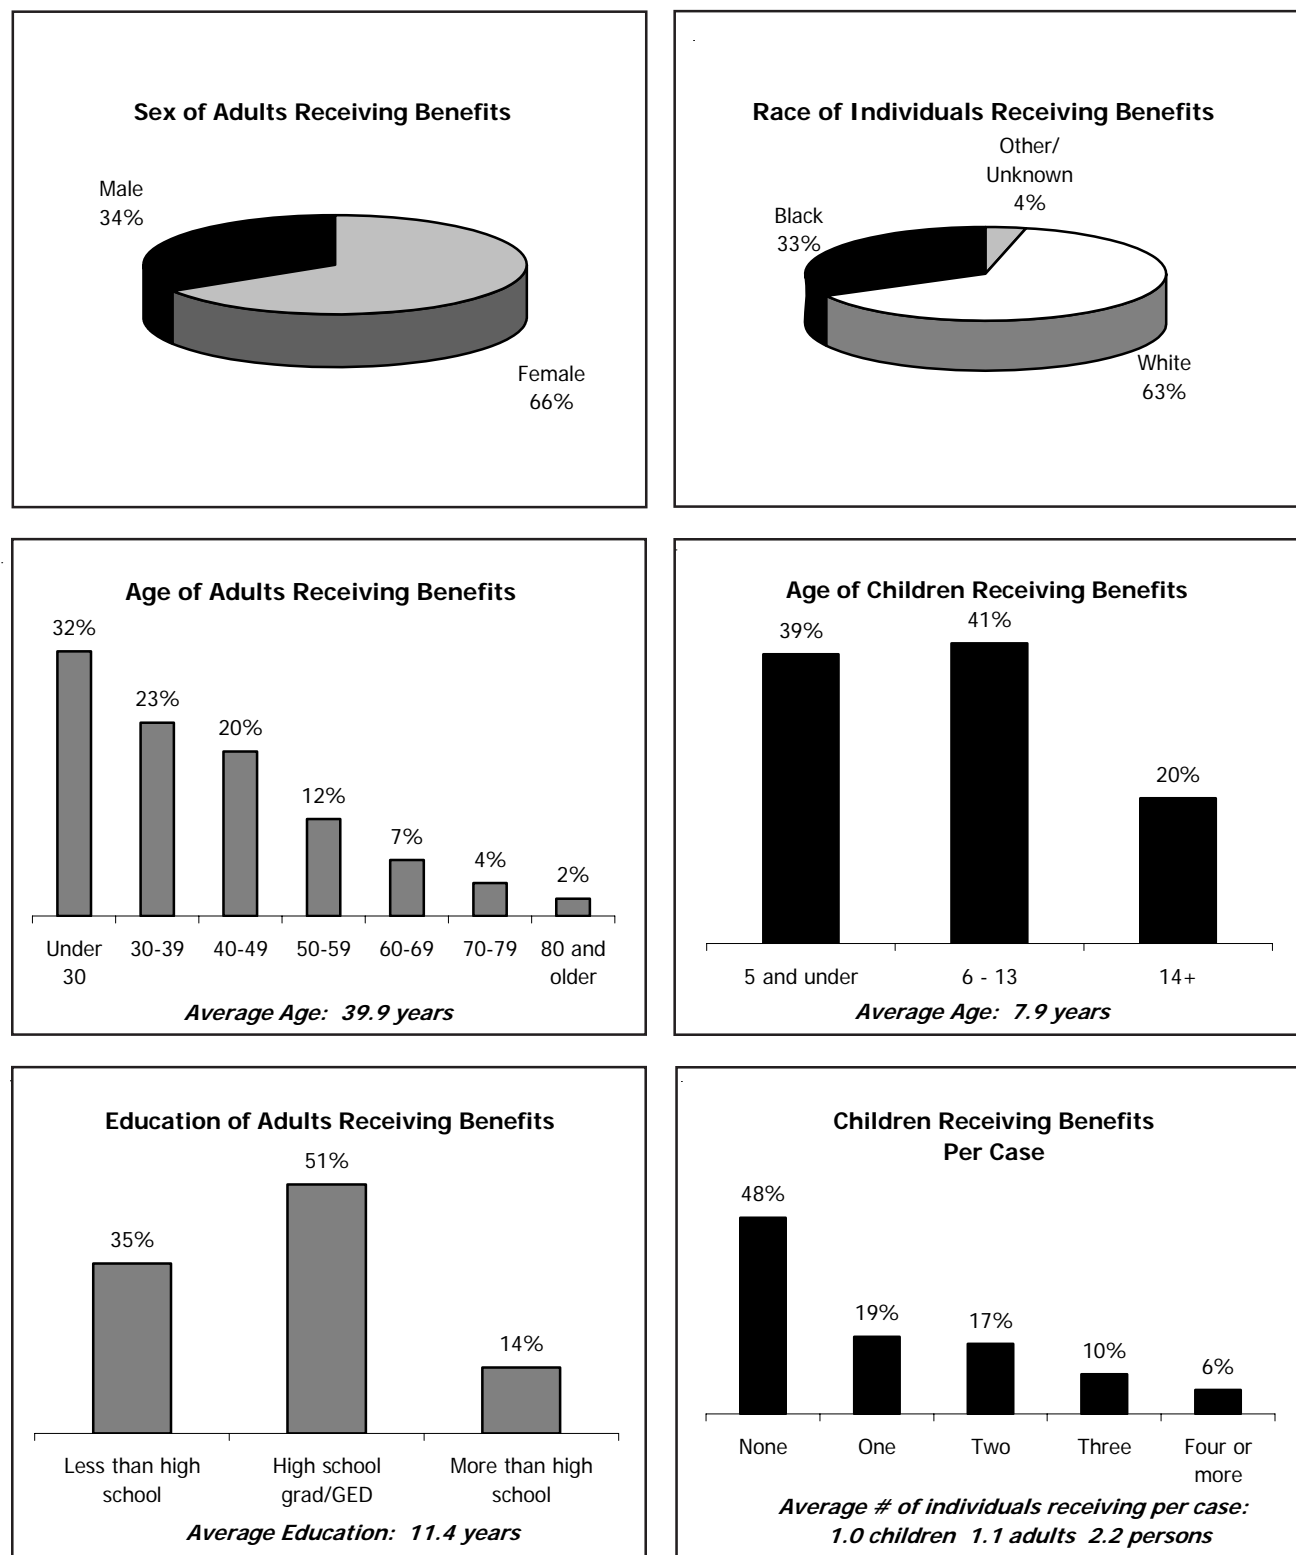 Sex of Adults Receiving Benefits
Male
34%
Female
66%
Race of Individuals Receiving Benefits
Other/
Unknown
4%
Black
33%
White
63%
Age of Adults Receiving Benefits
32%
23%
20%
12%
7%
4%
2%
Under
30
30-39
40-49
50-59
60-69
70-79
80 and
older
Average Age: 39.9 years
Age of Children Receiving Benefits
39%
41%
20%
5 and under
6 - 13
14+
Average Age: 7.9 years
Education of Adults Receiving Benefits
35%
51%
14%
Less than high
school
High school
grad/GED
More than high
school
Average Education: 11.4 years
Children Receiving Benefits
Per Case
48%
19%
17%
10%
6%
None
One
Two
Three
Four or
more
Average # of individuals receiving per case:
1.0 children 1.1 adults 2.2 persons